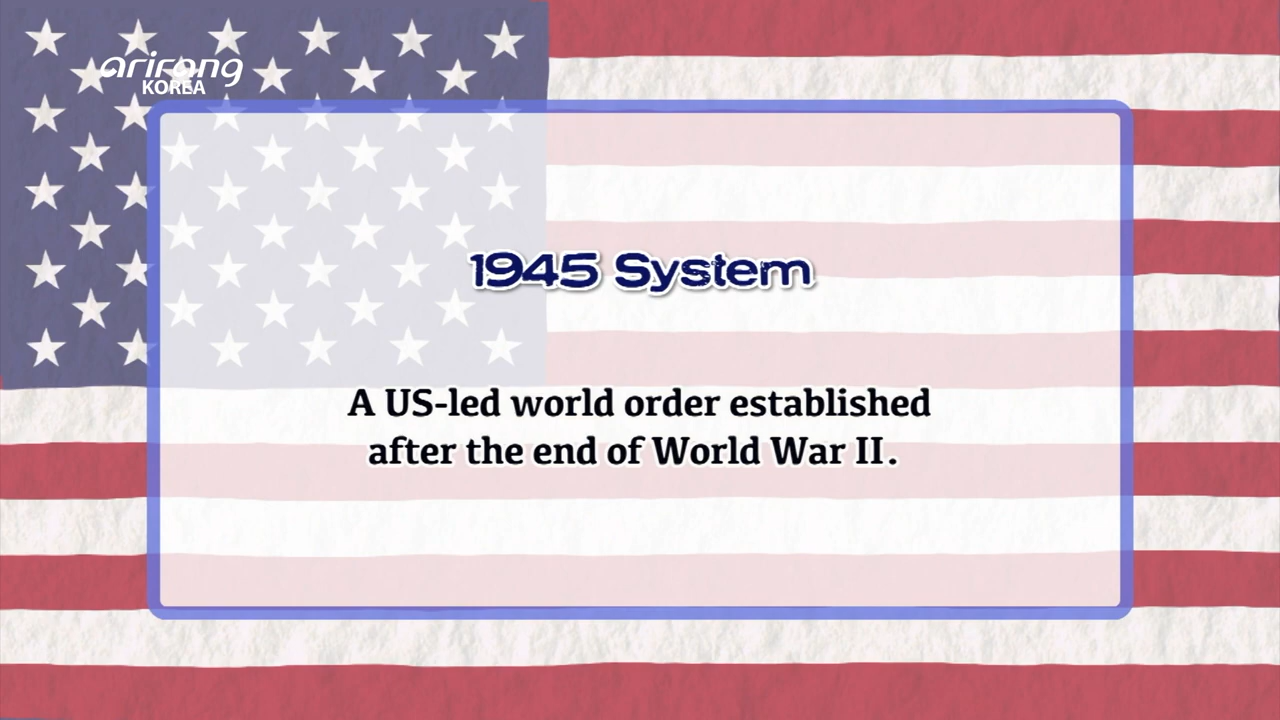 arirang
KOREA
1945 System
A US-led world order established
after the end of World War II.